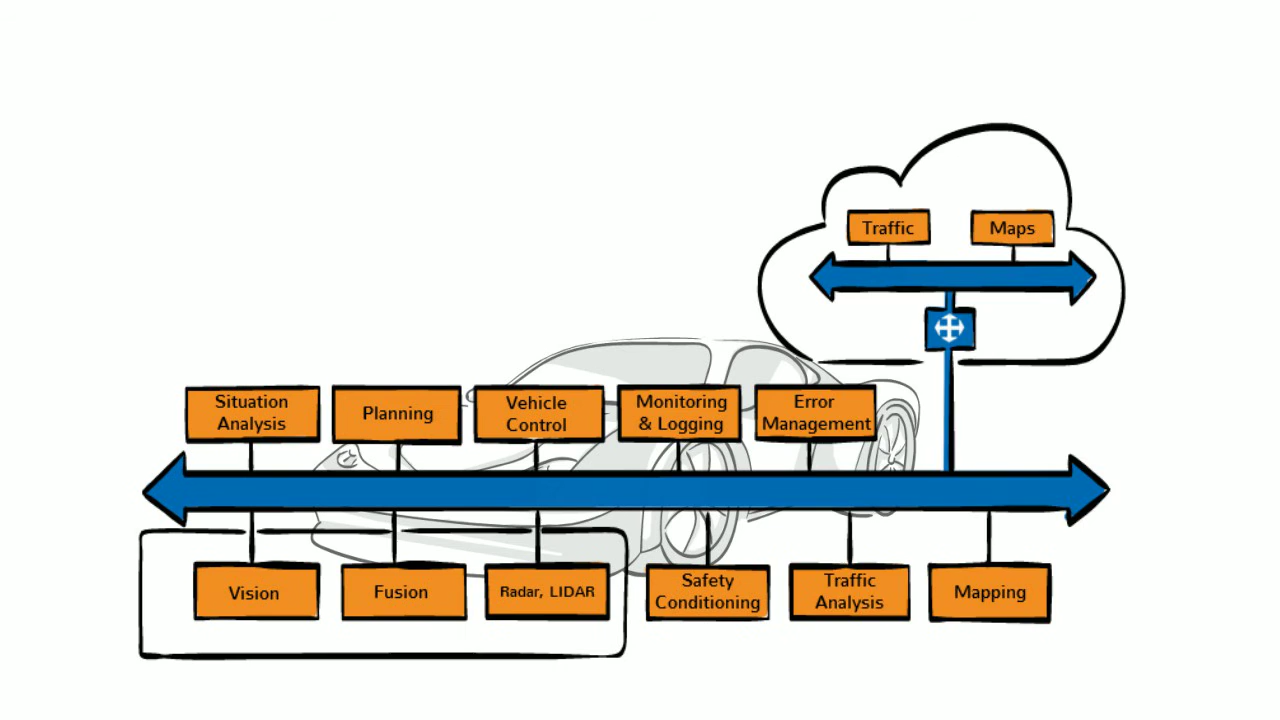 Traffic
Maps
Situation
Analysis
Planning
Vehicle
Control
Monitoring
& Logging
Error
Management
Vision
Fusion
Radar, LIDAR
Safety
Conditioning
Traffic
Analysis
Mapping